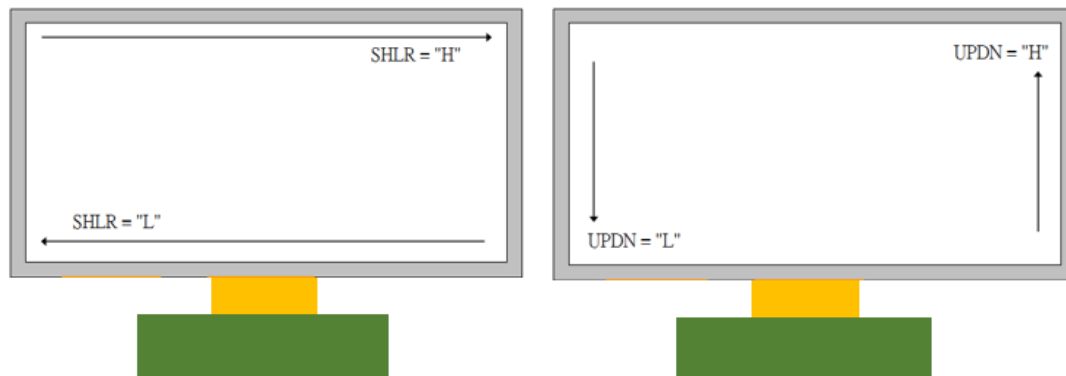 SHLR = "H"
SHLR = "L"
UPDN = "H"
UPDN = "L"